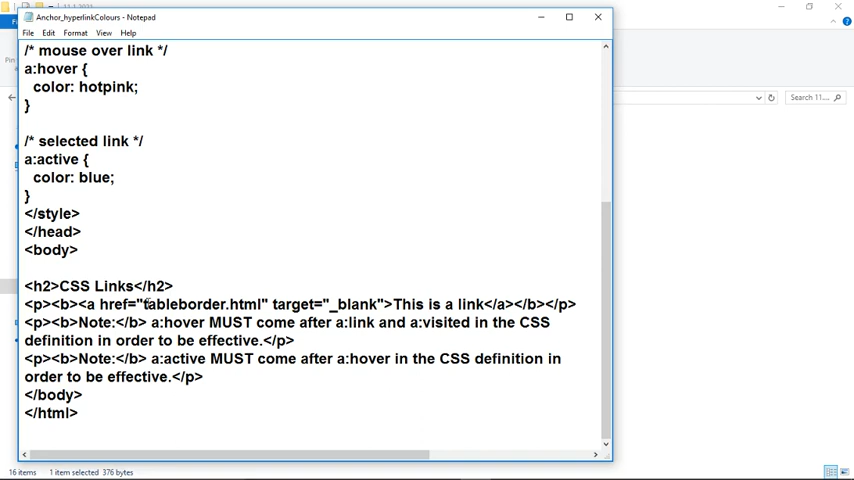 Anchor_hyperlinkColours - Notepad
File Edit Format View Help
/* mouse over link */
a:hover {
color: hotpink;
}
/* selected link */
a:active {
color: blue;
}
</style>
</head>
<body>
<h2>CSS Links</h2>
<p><b><a href="tableborder.html" target="_blank">This is a link</a></b></p>
<p><b>Note:</b> a:hover MUST come after a:link and a:visited in the CSS
definition in order to be effective.</p>
<p><b>Note:</b> a:active MUST come after a:hover in the CSS definition in
order to be effective.</p>
</body>
</html>
Search 11....
16 items 1 item selected 376 bytes